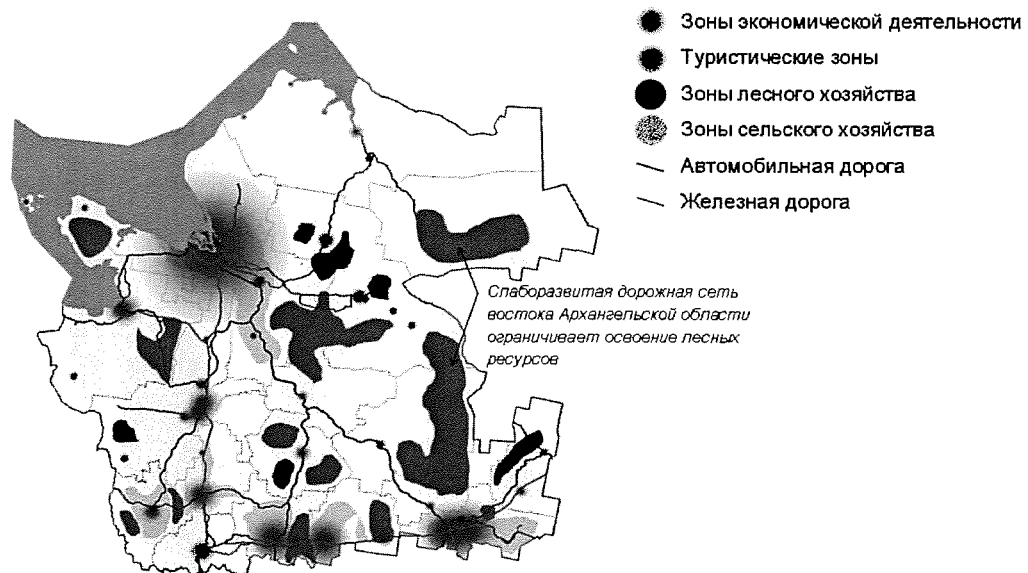 Зоны экономической деятельности
Туристические зоны
Зоны лесного хозяйства
Зоны сельского хозяйства
Автомобильная дорога
Железная дорога
Слаборазвитая дорожная сеть
востока Архангельской области
ограничивает освоение лесных
ресурсов